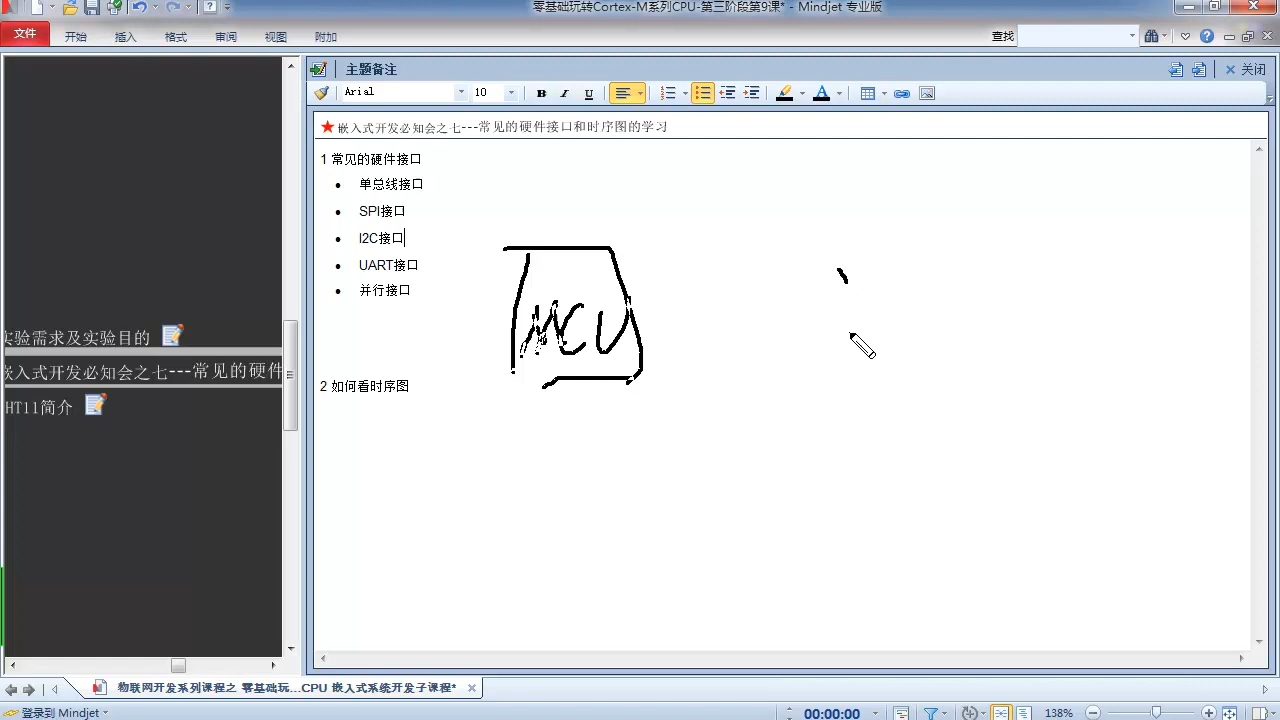 零基础玩转Cortex-M系列CPU-第三阶段第9课* - Mindjet 专业版
文件 开始 插入 格式 审阅 视图 附加 查找
主题备注 关闭
Arial 10 B I U A
嵌入式开发必知会之七---常见的硬件接口和时序图的学习
1 常见的硬件接口
• 单总线接口
• SPI接口
• I2C接口
• UART接口
• 并行接口
MCU
2 如何看时序图
实验需求及实验目的
嵌入式开发必知会之七---常见的硬件
HT11简介
物联网开发系列课程之 零基础玩...CPU 嵌入式系统开发子课程*
登录到 Mindjet 00:00:00 138%